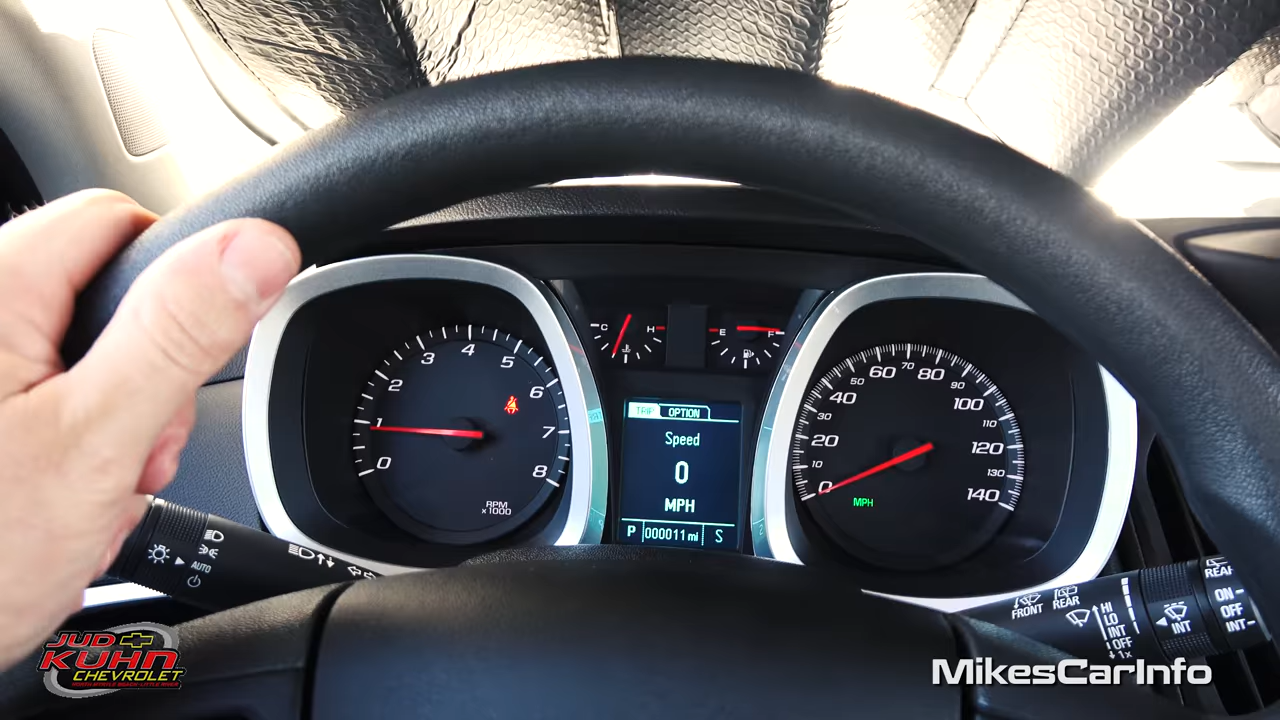 C H
E F
0 1 2 3 4 5 6 7 8
RPM
x1000
TRIP OPTION
Speed
0
MPH
P 000011 mi S
0 10 20 30 40 50 60 70 80 90 100 110 120 130 140
MPH
AUTO
FRONT REAR
HI
LO
INT
OFF
1x
INT
REAR
ON
OFF
INT
JUD
KUHN
CHEVROLET
MikesCarInfo